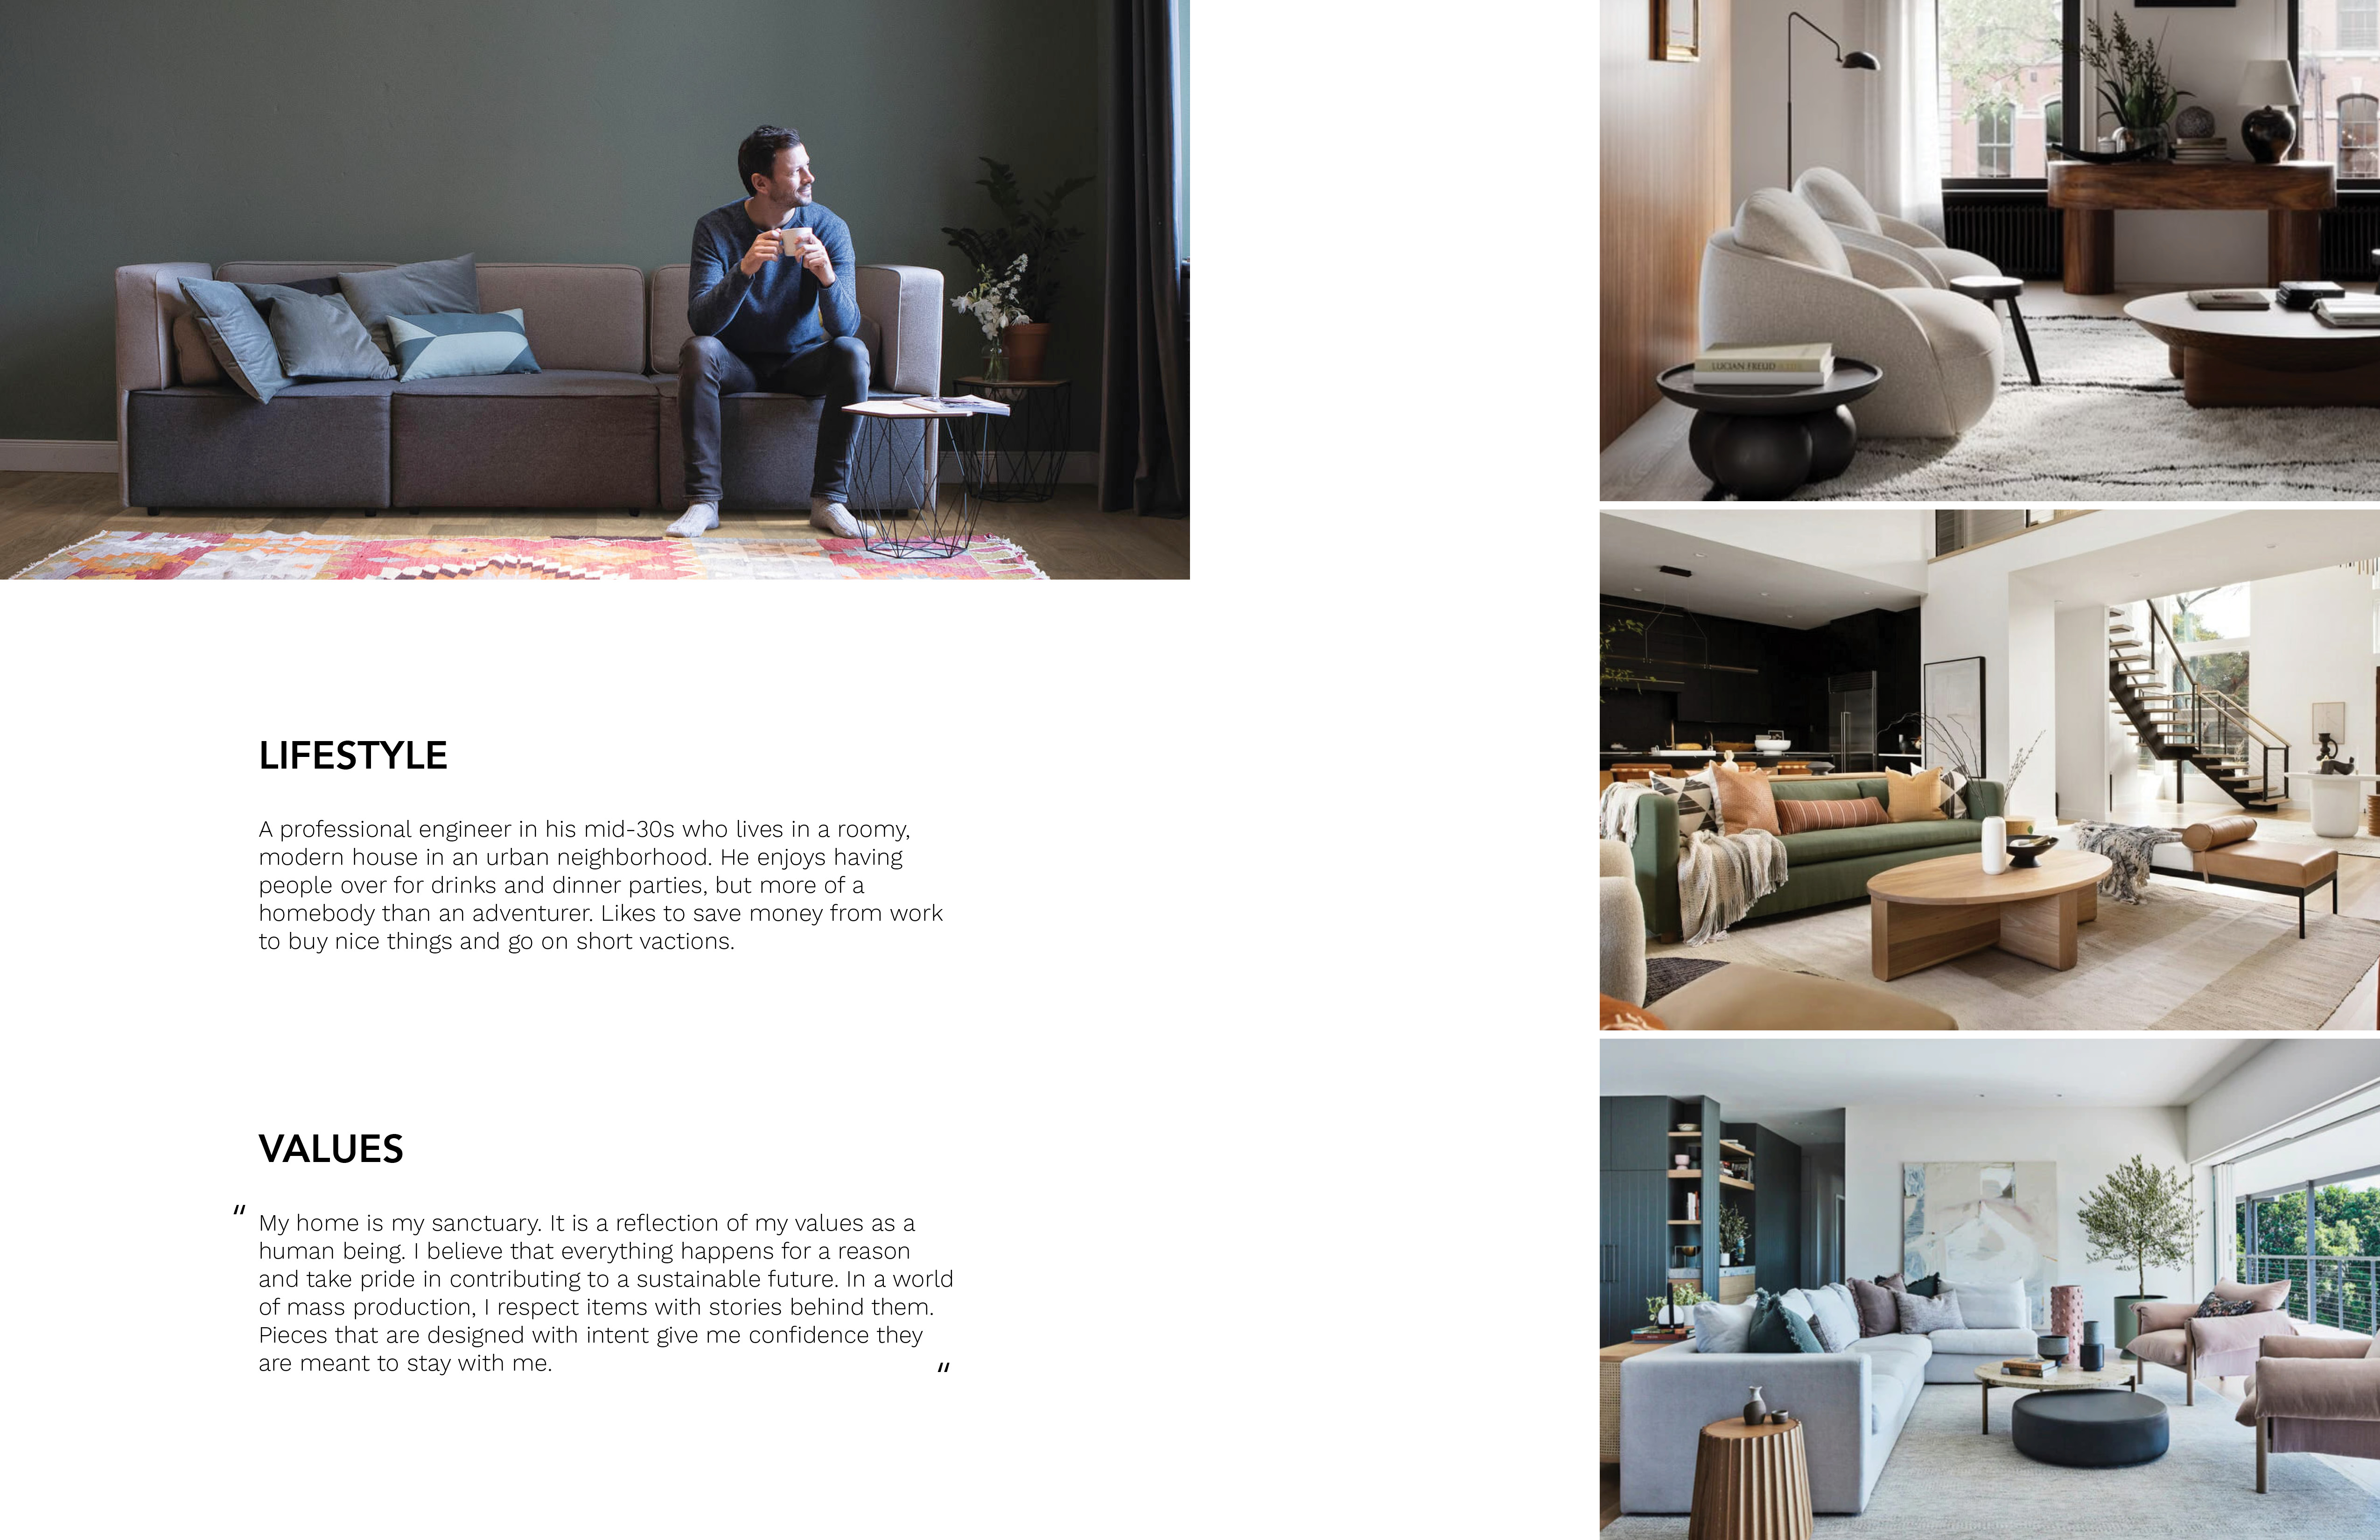 LIFESTYLE
A professional engineer in his mid-30s who lives in a roomy,
modern house in an urban neighborhood. He enjoys having
people over for drinks and dinner parties, but more of a
homebody than an adventurer. Likes to save money from work
to buy nice things and go on short vactions.
VALUES
“ My home is my sanctuary. It is a reflection of my values as a
human being. I believe that everything happens for a reason
and take pride in contributing to a sustainable future. In a world
of mass production, I respect items with stories behind them.
Pieces that are designed with intent give me confidence they
are meant to stay with me. “
LUCIAN FREUD